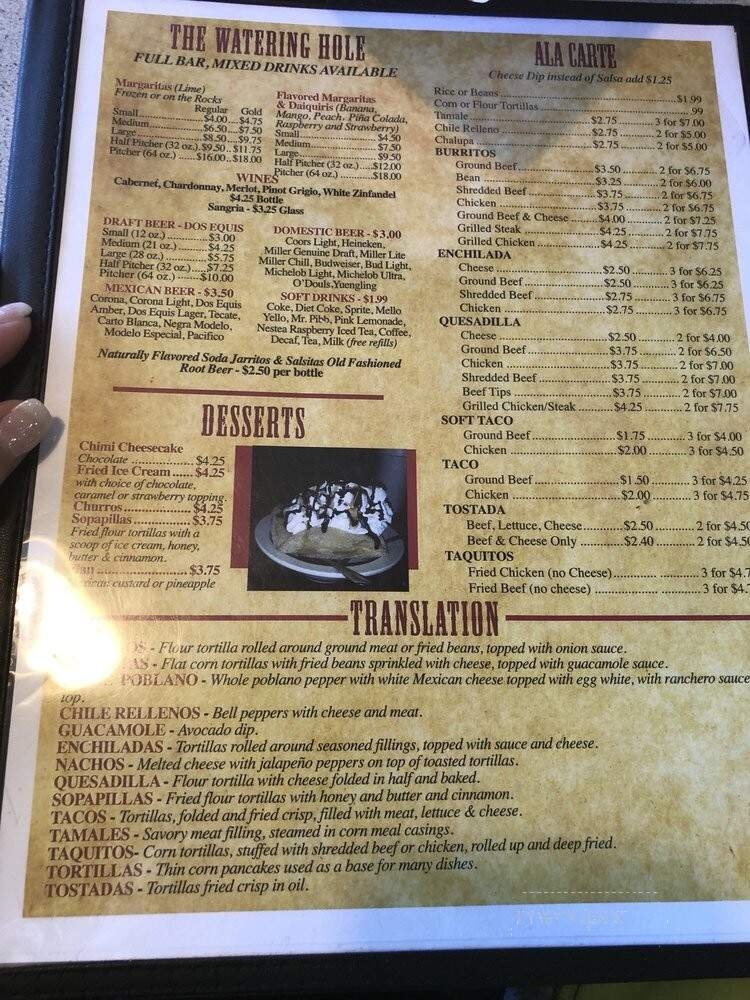 THE WATERING HOLE
FULL BAR, MIXED DRINKS AVAILABLE
Margaritas (Lime)
Frozen or on the Rocks
Regular Gold
Small $4.00 $4.75
Medium $6.50 $7.50
Large $8.50 $9.75
Half Pitcher (32 oz.) $9.50 $11.75
Pitcher (64 oz.) $16.00 $18.00
Flavored Margaritas
& Daiquiris (Banana,
Mango, Peach, Piña Colada,
Raspberry and Strawberry)
Small $4.50
Medium $7.50
Large $9.50
Half Pitcher (32 oz.) $12.00
Pitcher (64 oz.) $18.00
WINES
Cabernet, Chardonnay, Merlot, Pinot Grigio, White Zinfandel
$4.25 Bottle
Sangria - $3.25 Glass
DRAFT BEER - DOS EQUIS
Small (12 oz.) $3.00
Medium (21 oz.) $4.25
Large (28 oz.) $5.75
Half Pitcher (32 oz.) $7.25
Pitcher (64 oz.) $10.00
MEXICAN BEER - $3.50
Corona, Corona Light, Dos Equis
Amber, Dos Equis Lager, Tecate,
Carto Blanca, Negra Modelo,
Modelo Especial, Pacifico
DOMESTIC BEER - $3.00
Coors Light, Heineken,
Miller Genuine Draft, Miller Lite
Miller Chill, Budweiser, Bud Light,
Michelob Light, Michelob Ultra,
O'Douls, Yuengling
SOFT DRINKS - $1.99
Coke, Diet Coke, Sprite, Mello
Yello, Mr. Pibb, Pink Lemonade,
Nestea Raspberry Iced Tea, Coffee,
Decaf, Tea, Milk (free refills)
Naturally Flavored Soda Jarritos & Salsitas Old Fashioned
Root Beer - $2.50 per bottle
DESSERTS
Chimi Cheesecake
Chocolate $4.25
Fried Ice Cream $4.25
with choice of chocolate,
caramel or strawberry topping.
Churros $4.25
Sopapillas $3.75
Fried flour tortillas with a
scoop of ice cream, honey,
butter & cinnamon.
$3.75
custard or pineapple
ALA CARTE
Cheese Dip instead of Salsa add $1.25
Rice or Beans $1.99
Corn or Flour Tortillas .99
Tamale $2.75 3 for $7.00
Chile Relleno $2.75 2 for $5.00
Chalupa $2.75 2 for $5.00
BURRITOS
Ground Beef $3.50 2 for $6.75
Bean $3.25 2 for $6.00
Shredded Beef $3.75 2 for $6.75
Chicken $3.75 2 for $6.75
Ground Beef & Cheese $4.00 2 for $7.25
Grilled Steak $4.25 2 for $7.75
Grilled Chicken $4.25 2 for $7.75
ENCHILADA
Cheese $2.50 3 for $6.25
Ground Beef $2.50 3 for $6.25
Shredded Beef $2.75 3 for $6.75
Chicken $2.75 3 for $6.75
QUESADILLA
Cheese $2.50 2 for $4.00
Ground Beef $3.75 2 for $6.50
Chicken $3.75 2 for $7.00
Shredded Beef $3.75 2 for $7.00
Beef Tips $3.75 2 for $7.00
Grilled Chicken/Steak $4.25 2 for $7.75
SOFT TACO
Ground Beef $1.75 3 for $4.00
Chicken $2.00 3 for $4.50
TACO
Ground Beef $1.50 3 for $4.25
Chicken $2.00 3 for $4.75
TOSTADA
Beef, Lettuce, Cheese $2.50 2 for $4.50
Beef & Cheese Only $2.40 2 for $4.50
TAQUITOS
Fried Chicken (no Cheese) 3 for $4.7
Fried Beef (no cheese) 3 for $4.
TRANSLATION
OS - Flour tortilla rolled around ground meat or fried beans, topped with onion sauce.
AS - Flat corn tortillas with fried beans sprinkled with cheese, topped with guacamole sauce.
POBLANO - Whole poblano pepper with white Mexican cheese topped with egg white, with ranchero sauce
top.
CHILE RELLENOS - Bell peppers with cheese and meat.
GUACAMOLE - Avocado dip.
ENCHILADAS - Tortillas rolled around seasoned fillings, topped with sauce and cheese.
NACHOS - Melted cheese with jalapeño peppers on top of toasted tortillas.
QUESADILLA - Flour tortilla with cheese folded in half and baked.
SOPAPILLAS - Fried flour tortillas with honey and butter and cinnamon.
TACOS - Tortillas, folded and fried crisp, filled with meat, lettuce & cheese.
TAMALES - Savory meat filling, steamed in corn meal casings.
TAQUITOS- Corn tortillas, stuffed with shredded beef or chicken, rolled up and deep fried.
TORTILLAS - Thin corn pancakes used as a base for many dishes.
TOSTADAS - Tortillas fried crisp in oil.